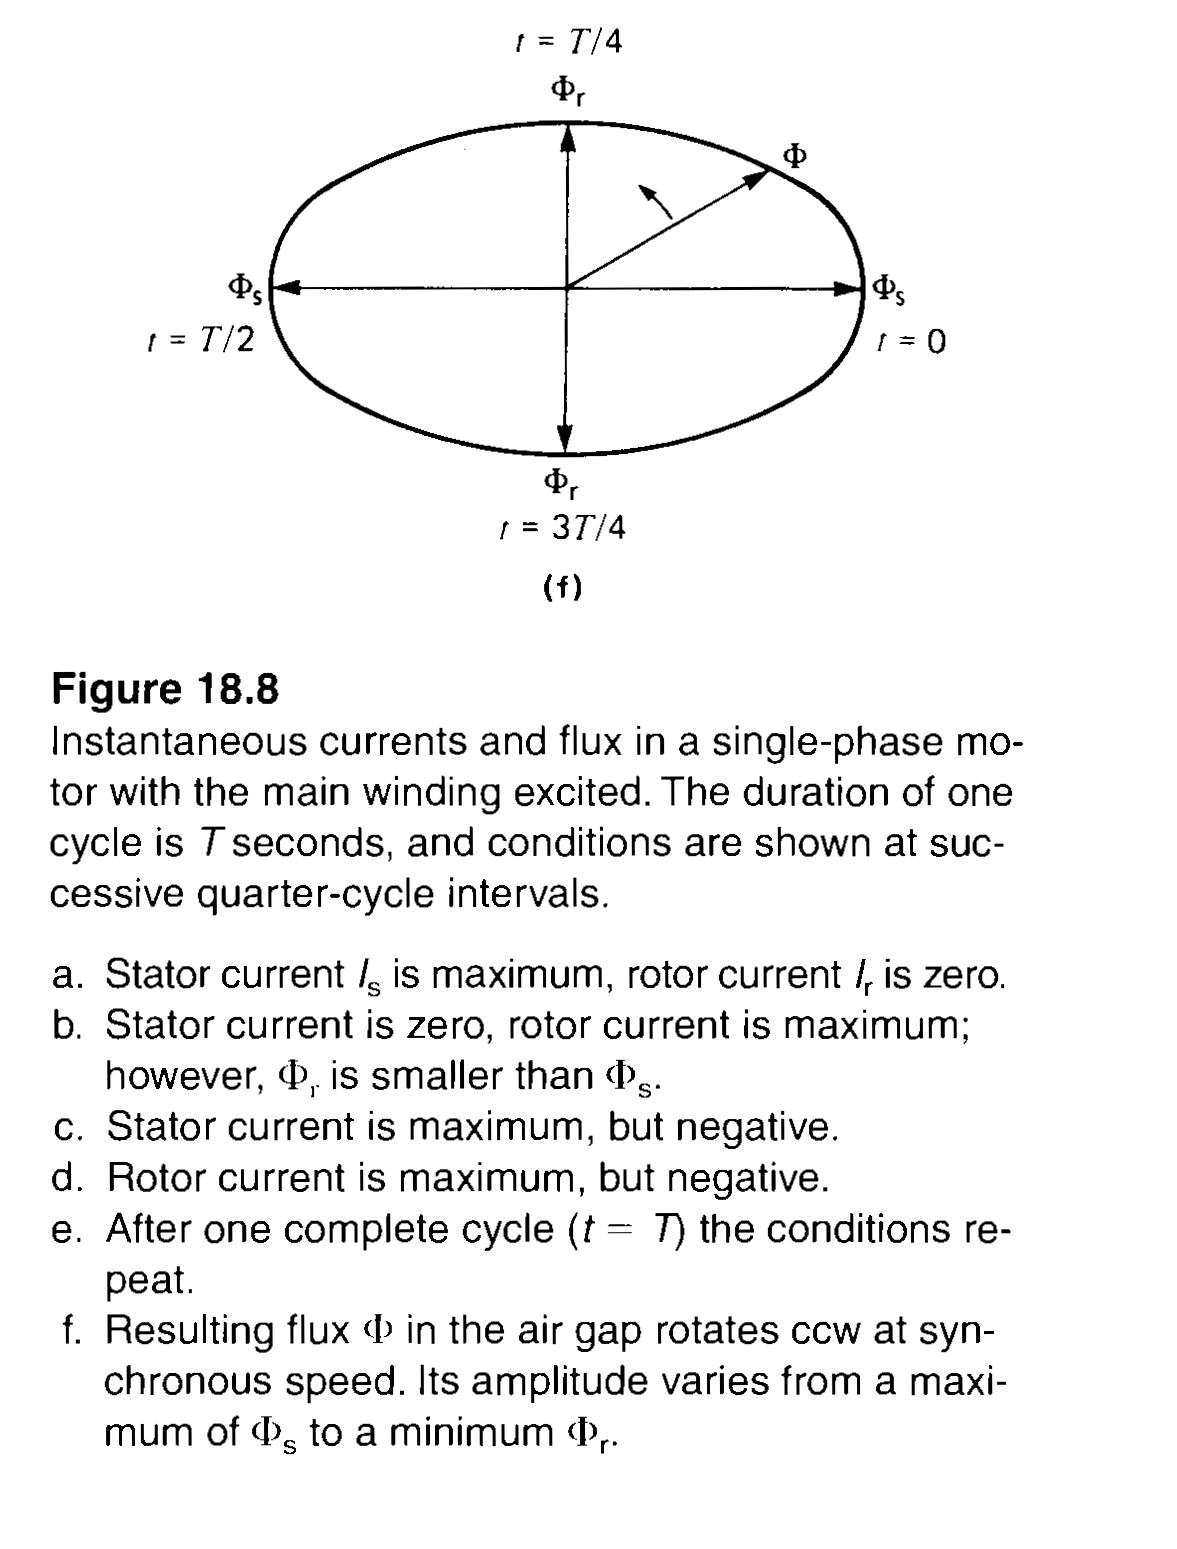 t = T/4
Φr
Φ
Φs
Φs
t = T/2
t = 0
Φr
t = 3T/4
(f)
Figure 18.8
Instantaneous currents and flux in a single-phase mo-
tor with the main winding excited. The duration of one
cycle is T seconds, and conditions are shown at suc-
cessive quarter-cycle intervals.
a. Stator current Is is maximum, rotor current Ir is zero.
b. Stator current is zero, rotor current is maximum;
however, Φr is smaller than Φs.
c. Stator current is maximum, but negative.
d. Rotor current is maximum, but negative.
e. After one complete cycle (t = T) the conditions re-
peat.
f. Resulting flux Φ in the air gap rotates ccw at syn-
chronous speed. Its amplitude varies from a maxi-
mum of Φs to a minimum Φr.